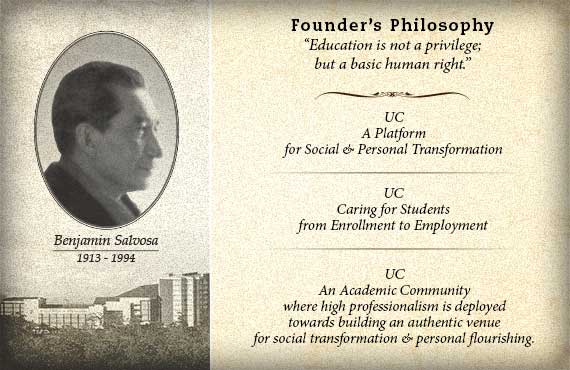 Founder's Philosophy
"Education is not a privilege;
but a basic human right."
UC
A Platform
for Social & Personal Transformation
UC
Caring for Students
from Enrollment to Employment
UC
An Academic Community
where high professionalism is deployed
towards building an authentic venue
for social transformation & personal flourishing.
Benjamin Salvosa
1913 - 1994